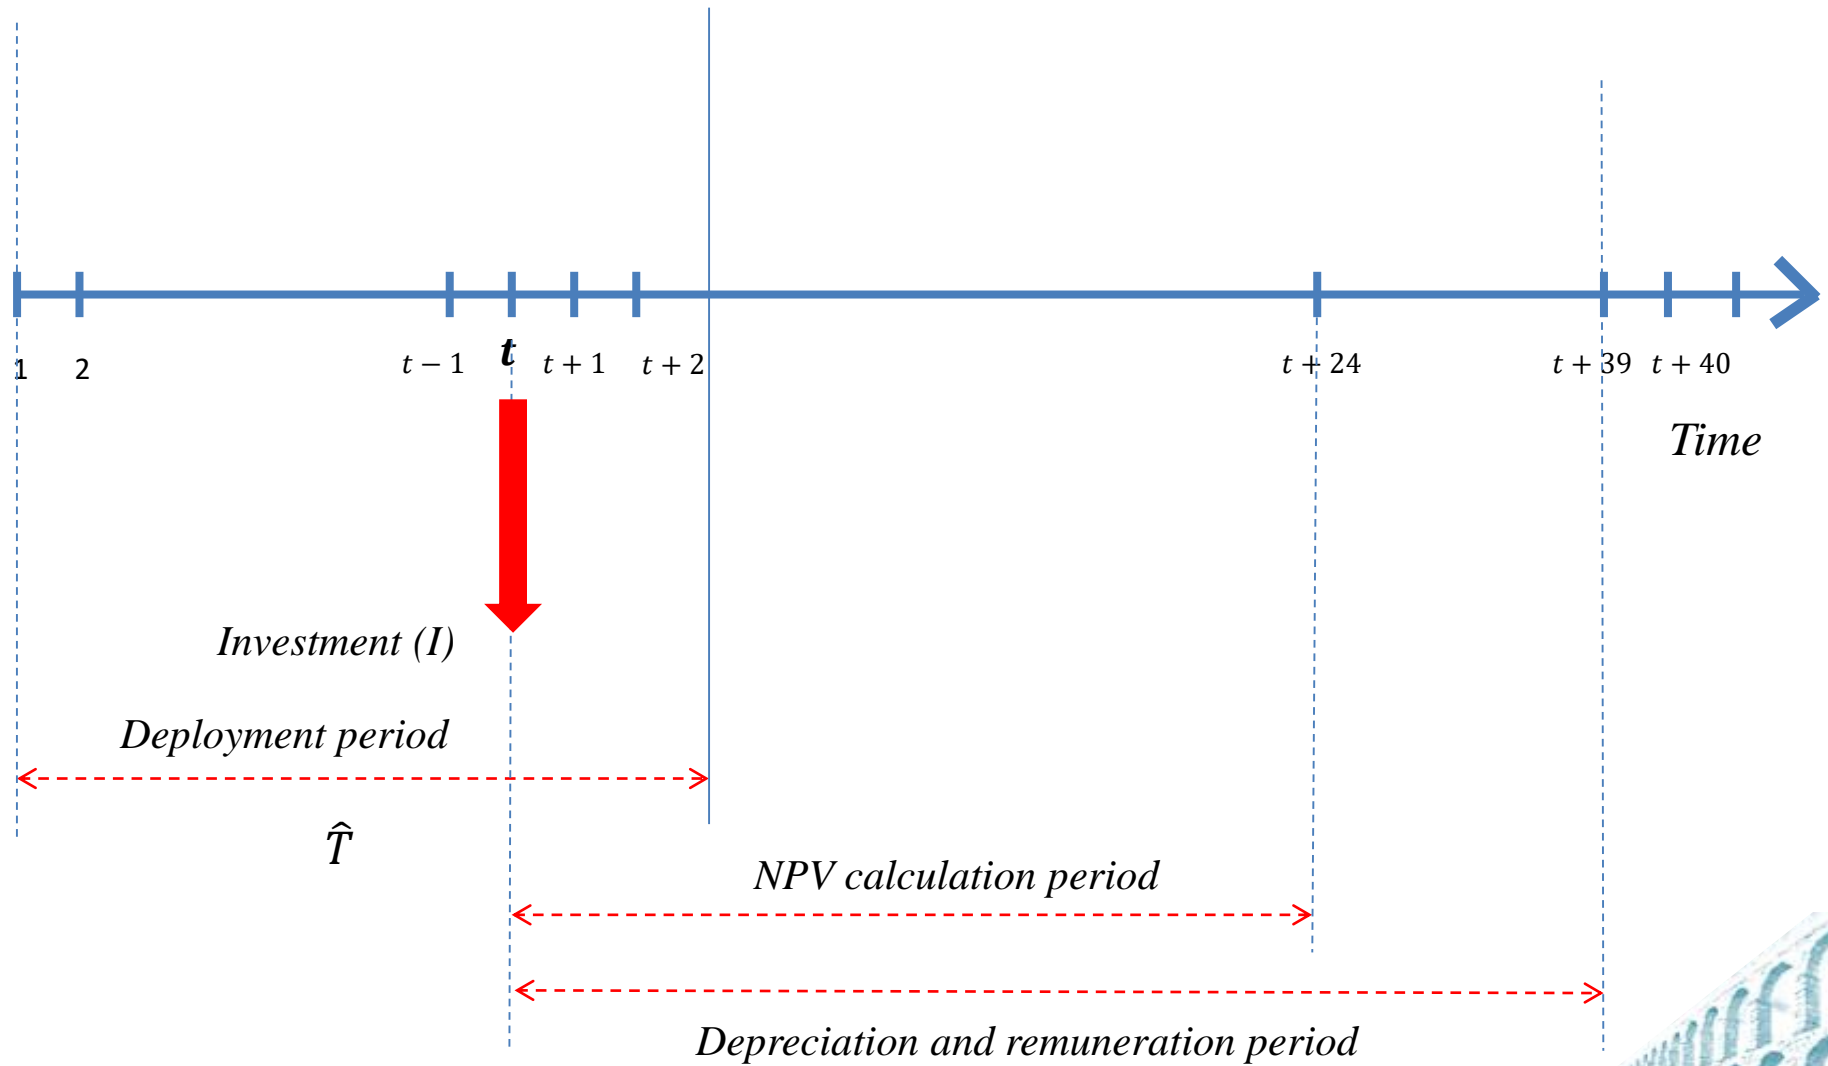 1 2 t − 1 t t + 1 t + 2 t + 24 t + 39 t + 40
Time
Investment (I)
Deployment period
T̂
NPV calculation period
Depreciation and remuneration period